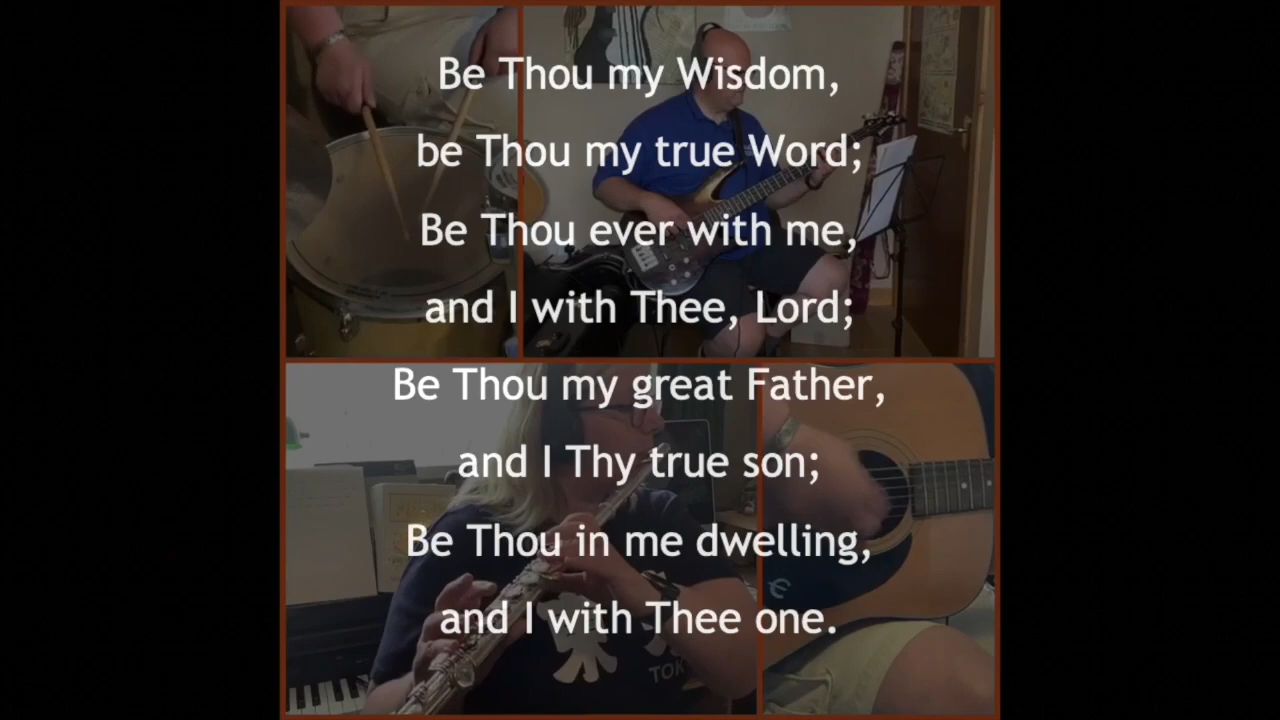 Be Thou my Wisdom,
be Thou my true Word;
Be Thou ever with me,
and I with Thee, Lord;
Be Thou my great Father,
and I Thy true son;
Be Thou in me dwelling,
and I with Thee one.
TOK